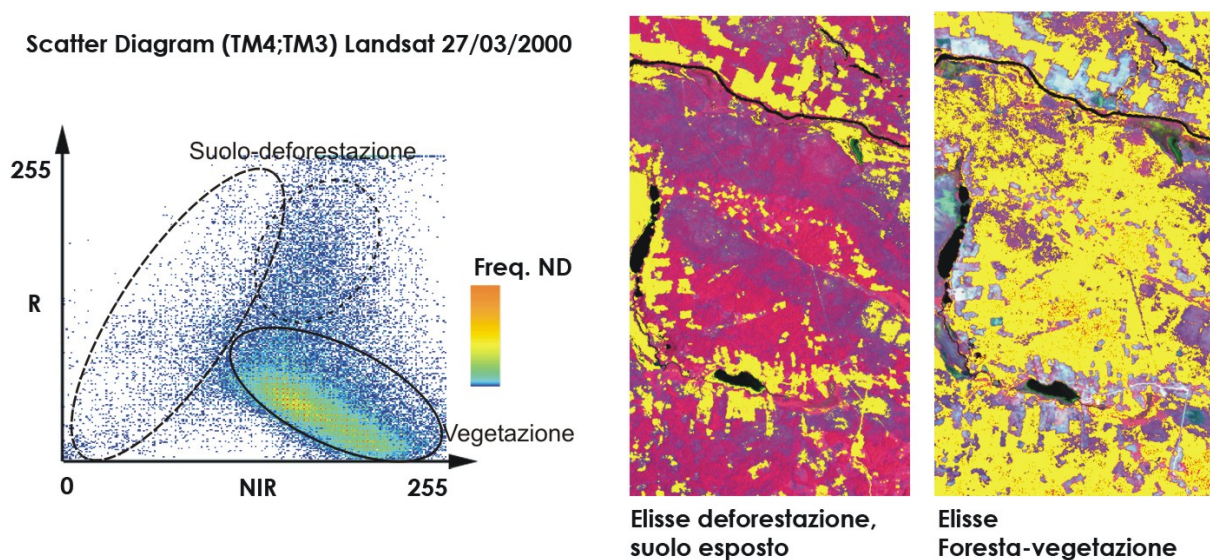 Scatter Diagram (TM4;TM3) Landsat 27/03/2000
Suolo-deforestazione
255
Freq. ND
R
Vegetazione
0
NIR
255
Elisse deforestazione,
suolo esposto
Elisse
Foresta-vegetazione